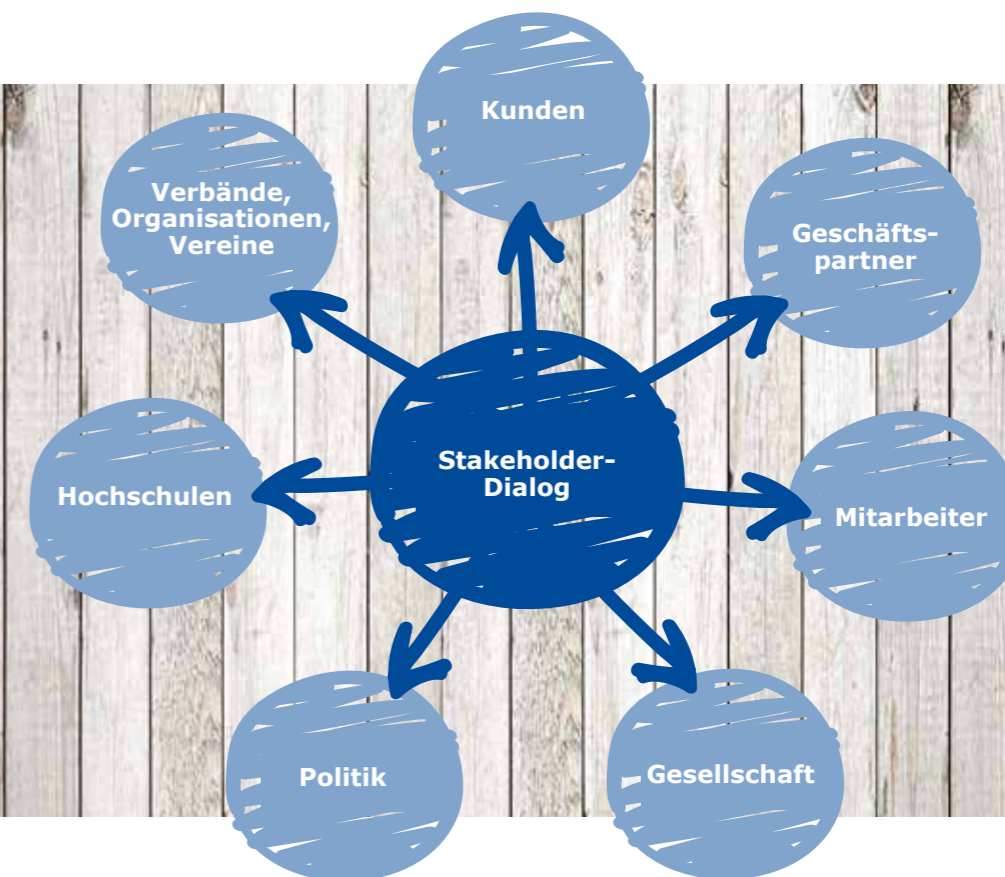 Kunden
Verbände,
Organisationen,
Vereine
Geschäfts-
partner
Stakeholder-
Dialog
Hochschulen
Mitarbeiter
Politik
Gesellschaft